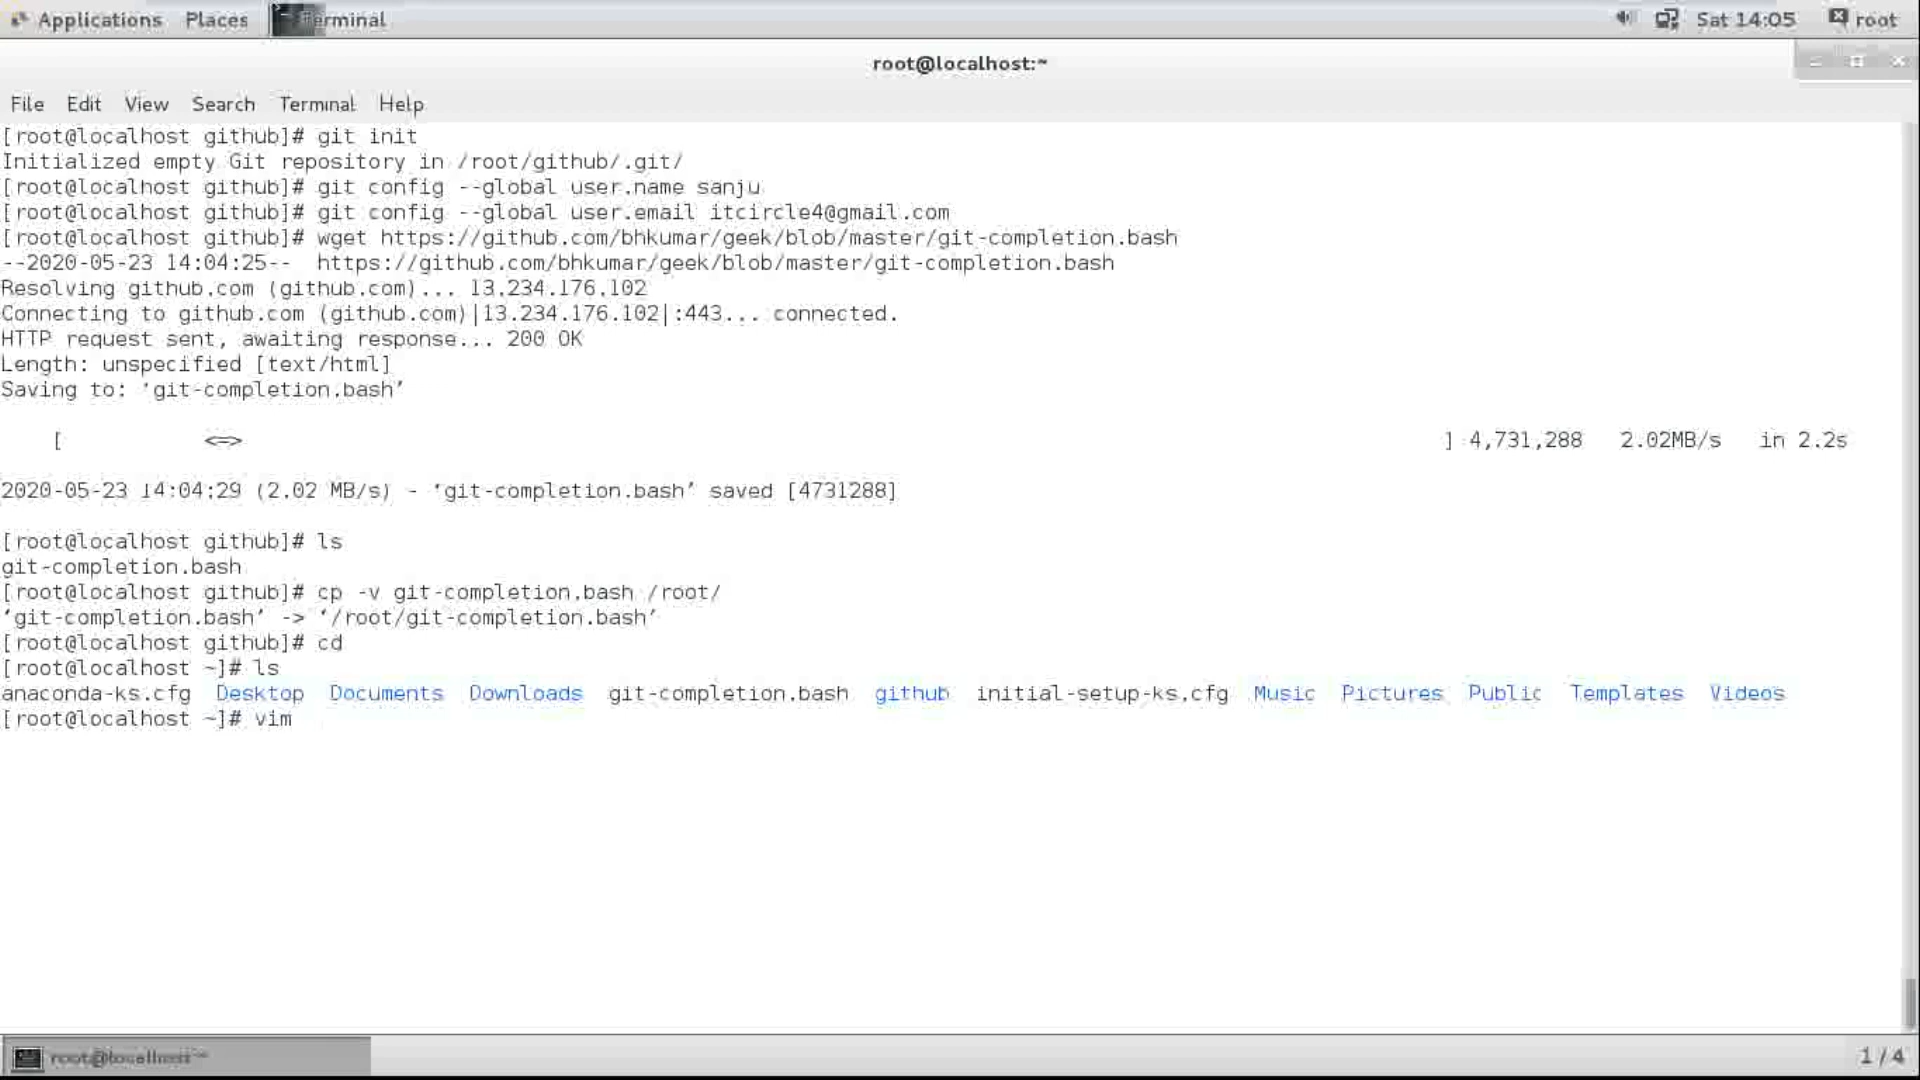 Applications Places Terminal Sat 14:05 root
root@localhost:~
File Edit View Search Terminal Help
[root@localhost github]# git init
Initialized empty Git repository in /root/github/.git/
[root@localhost github]# git config --global user.name sanju
[root@localhost github]# git config --global user.email itcircle4@gmail.com
[root@localhost github]# wget https://github.com/bhkumar/geek/blob/master/git-completion.bash
--2020-05-23 14:04:25--  https://github.com/bhkumar/geek/blob/master/git-completion.bash
Resolving github.com (github.com)... 13.234.176.102
Connecting to github.com (github.com)|13.234.176.102|:443... connected.
HTTP request sent, awaiting response... 200 OK
Length: unspecified [text/html]
Saving to: ‘git-completion.bash’
[ <=> ] 4,731,288 2.02MB/s in 2.2s
2020-05-23 14:04:29 (2.02 MB/s) - ‘git-completion.bash’ saved [4731288]
[root@localhost github]# ls
git-completion.bash
[root@localhost github]# cp -v git-completion.bash /root/
‘git-completion.bash’ -> ‘/root/git-completion.bash’
[root@localhost github]# cd
[root@localhost ~]# ls
anaconda-ks.cfg Desktop Documents Downloads git-completion.bash github initial-setup-ks.cfg Music Pictures Public Templates Videos
[root@localhost ~]# vim
root@localhost:~ 1 / 4